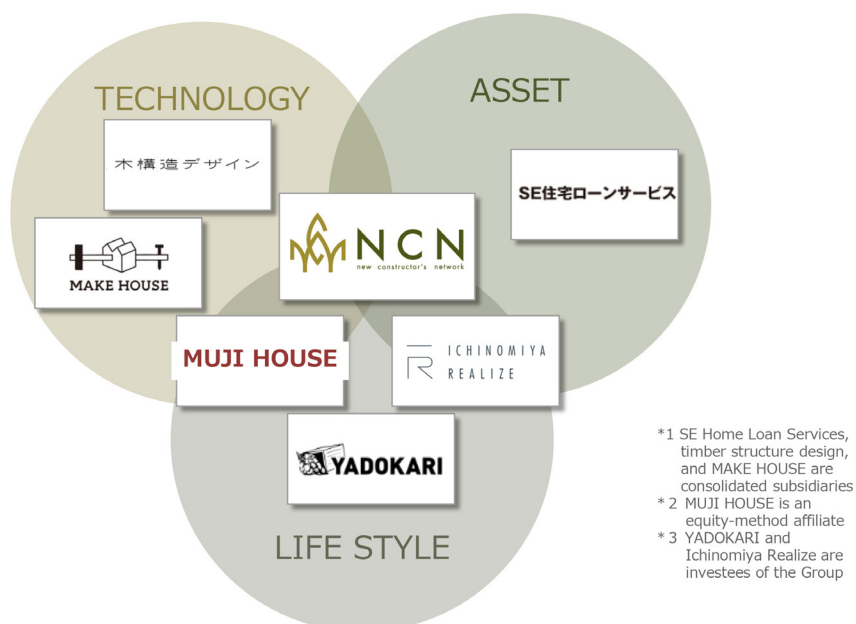 TECHNOLOGY
ASSET
木構造デザイン
SE住宅ローンサービス
MAKE HOUSE
NCN
new constructor's network
MUJI HOUSE
ICHINOMIYA
REALIZE
YADOKARI
LIFE STYLE
*1 SE Home Loan Services,
timber structure design,
and MAKE HOUSE are
consolidated subsidiaries
*2 MUJI HOUSE is an
equity-method affiliate
*3 YADOKARI and
Ichinomiya Realize are
investees of the Group